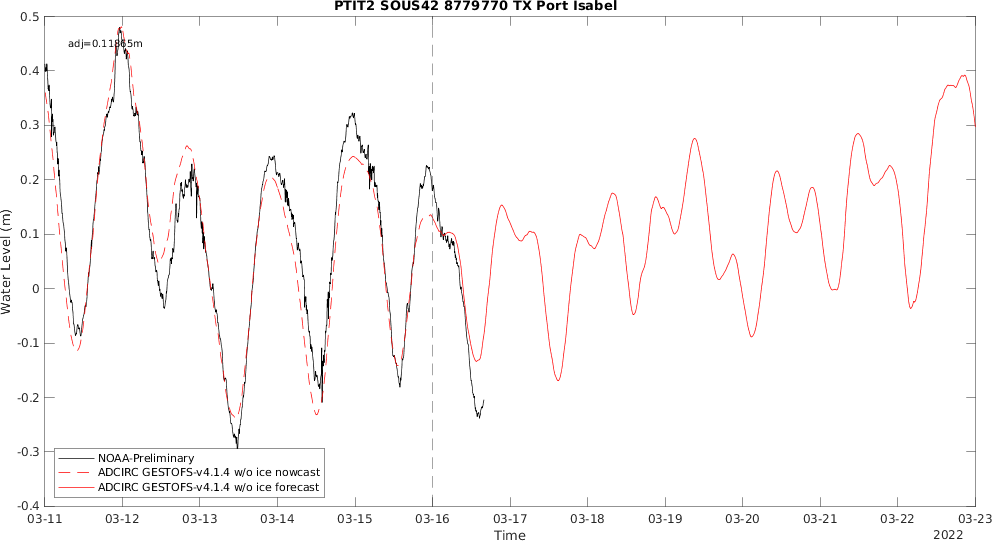 PTIT2 SOUS42 8779770 TX Port Isabel
adj=0.11865m
0.5
0.4
0.3
0.2
0.1
0
-0.1
-0.2
-0.3
-0.4
Water Level (m)
NOAA-Preliminary
ADCIRC GESTOFS-v4.1.4 w/o ice nowcast
ADCIRC GESTOFS-v4.1.4 w/o ice forecast
03-11 03-12 03-13 03-14 03-15 03-16 03-17 03-18 03-19 03-20 03-21 03-22 03-23
Time
2022